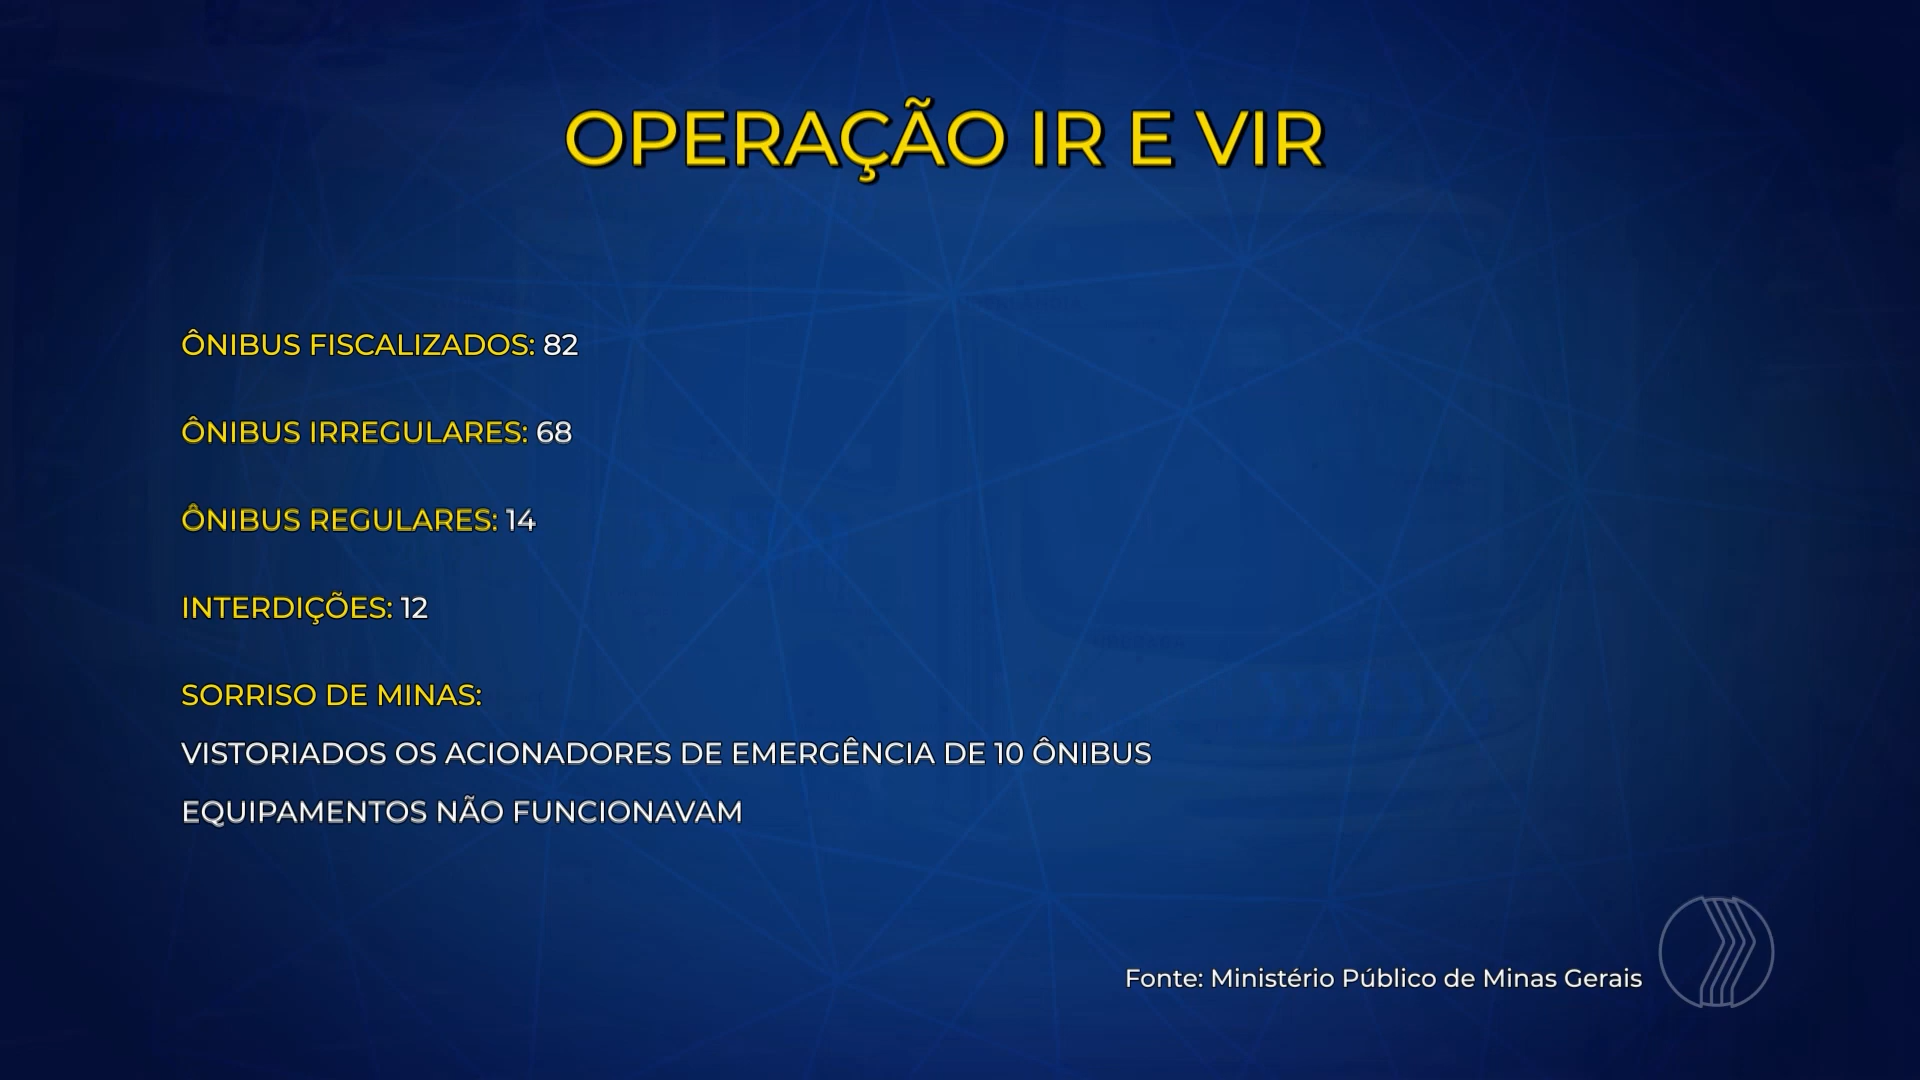 OPERAÇÃO IR E VIR
ÔNIBUS FISCALIZADOS: 82
ÔNIBUS IRREGULARES: 68
ÔNIBUS REGULARES: 14
INTERDIÇÕES: 12
SORRISO DE MINAS:
VISTORIADOS OS ACIONADORES DE EMERGÊNCIA DE 10 ÔNIBUS
EQUIPAMENTOS NÃO FUNCIONAVAM
Fonte: Ministério Público de Minas Gerais